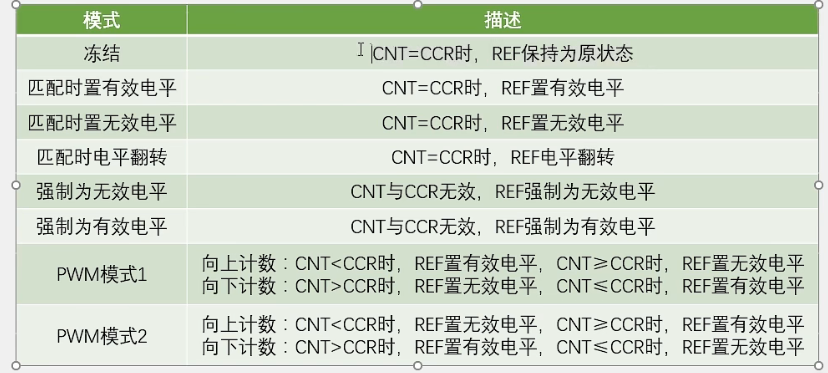 模式 描述
冻结 CNT=CCR时，REF保持为原状态
匹配时置有效电平 CNT=CCR时，REF置有效电平
匹配时置无效电平 CNT=CCR时，REF置无效电平
匹配时电平翻转 CNT=CCR时，REF电平翻转
强制为无效电平 CNT与CCR无效，REF强制为无效电平
强制为有效电平 CNT与CCR无效，REF强制为有效电平
PWM模式1 向上计数：CNT<CCR时，REF置有效电平，CNT≥CCR时，REF置无效电平
向下计数：CNT>CCR时，REF置无效电平，CNT≤CCR时，REF置有效电平
PWM模式2 向上计数：CNT<CCR时，REF置无效电平，CNT≥CCR时，REF置有效电平
向下计数：CNT>CCR时，REF置有效电平，CNT≤CCR时，REF置无效电平